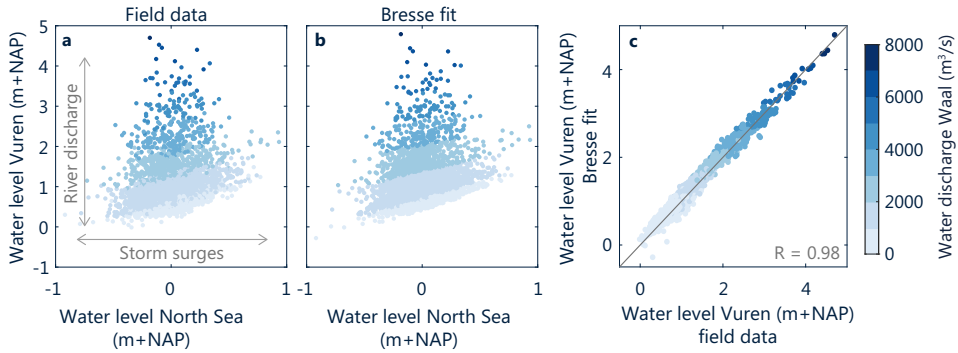 Field data
a
5
4
3
2
1
0
-1
Water level Vuren (m+NAP)
River discharge
Storm surges
-1
0
1
Water level North Sea
(m+NAP)
Bresse fit
b
-1
0
1
Water level North Sea
(m+NAP)
c
4
2
0
Water level Vuren (m+NAP)
Bresse fit
R = 0.98
0
2
4
Water level Vuren (m+NAP)
field data
8000
6000
4000
2000
0
Water discharge Waal (m³/s)